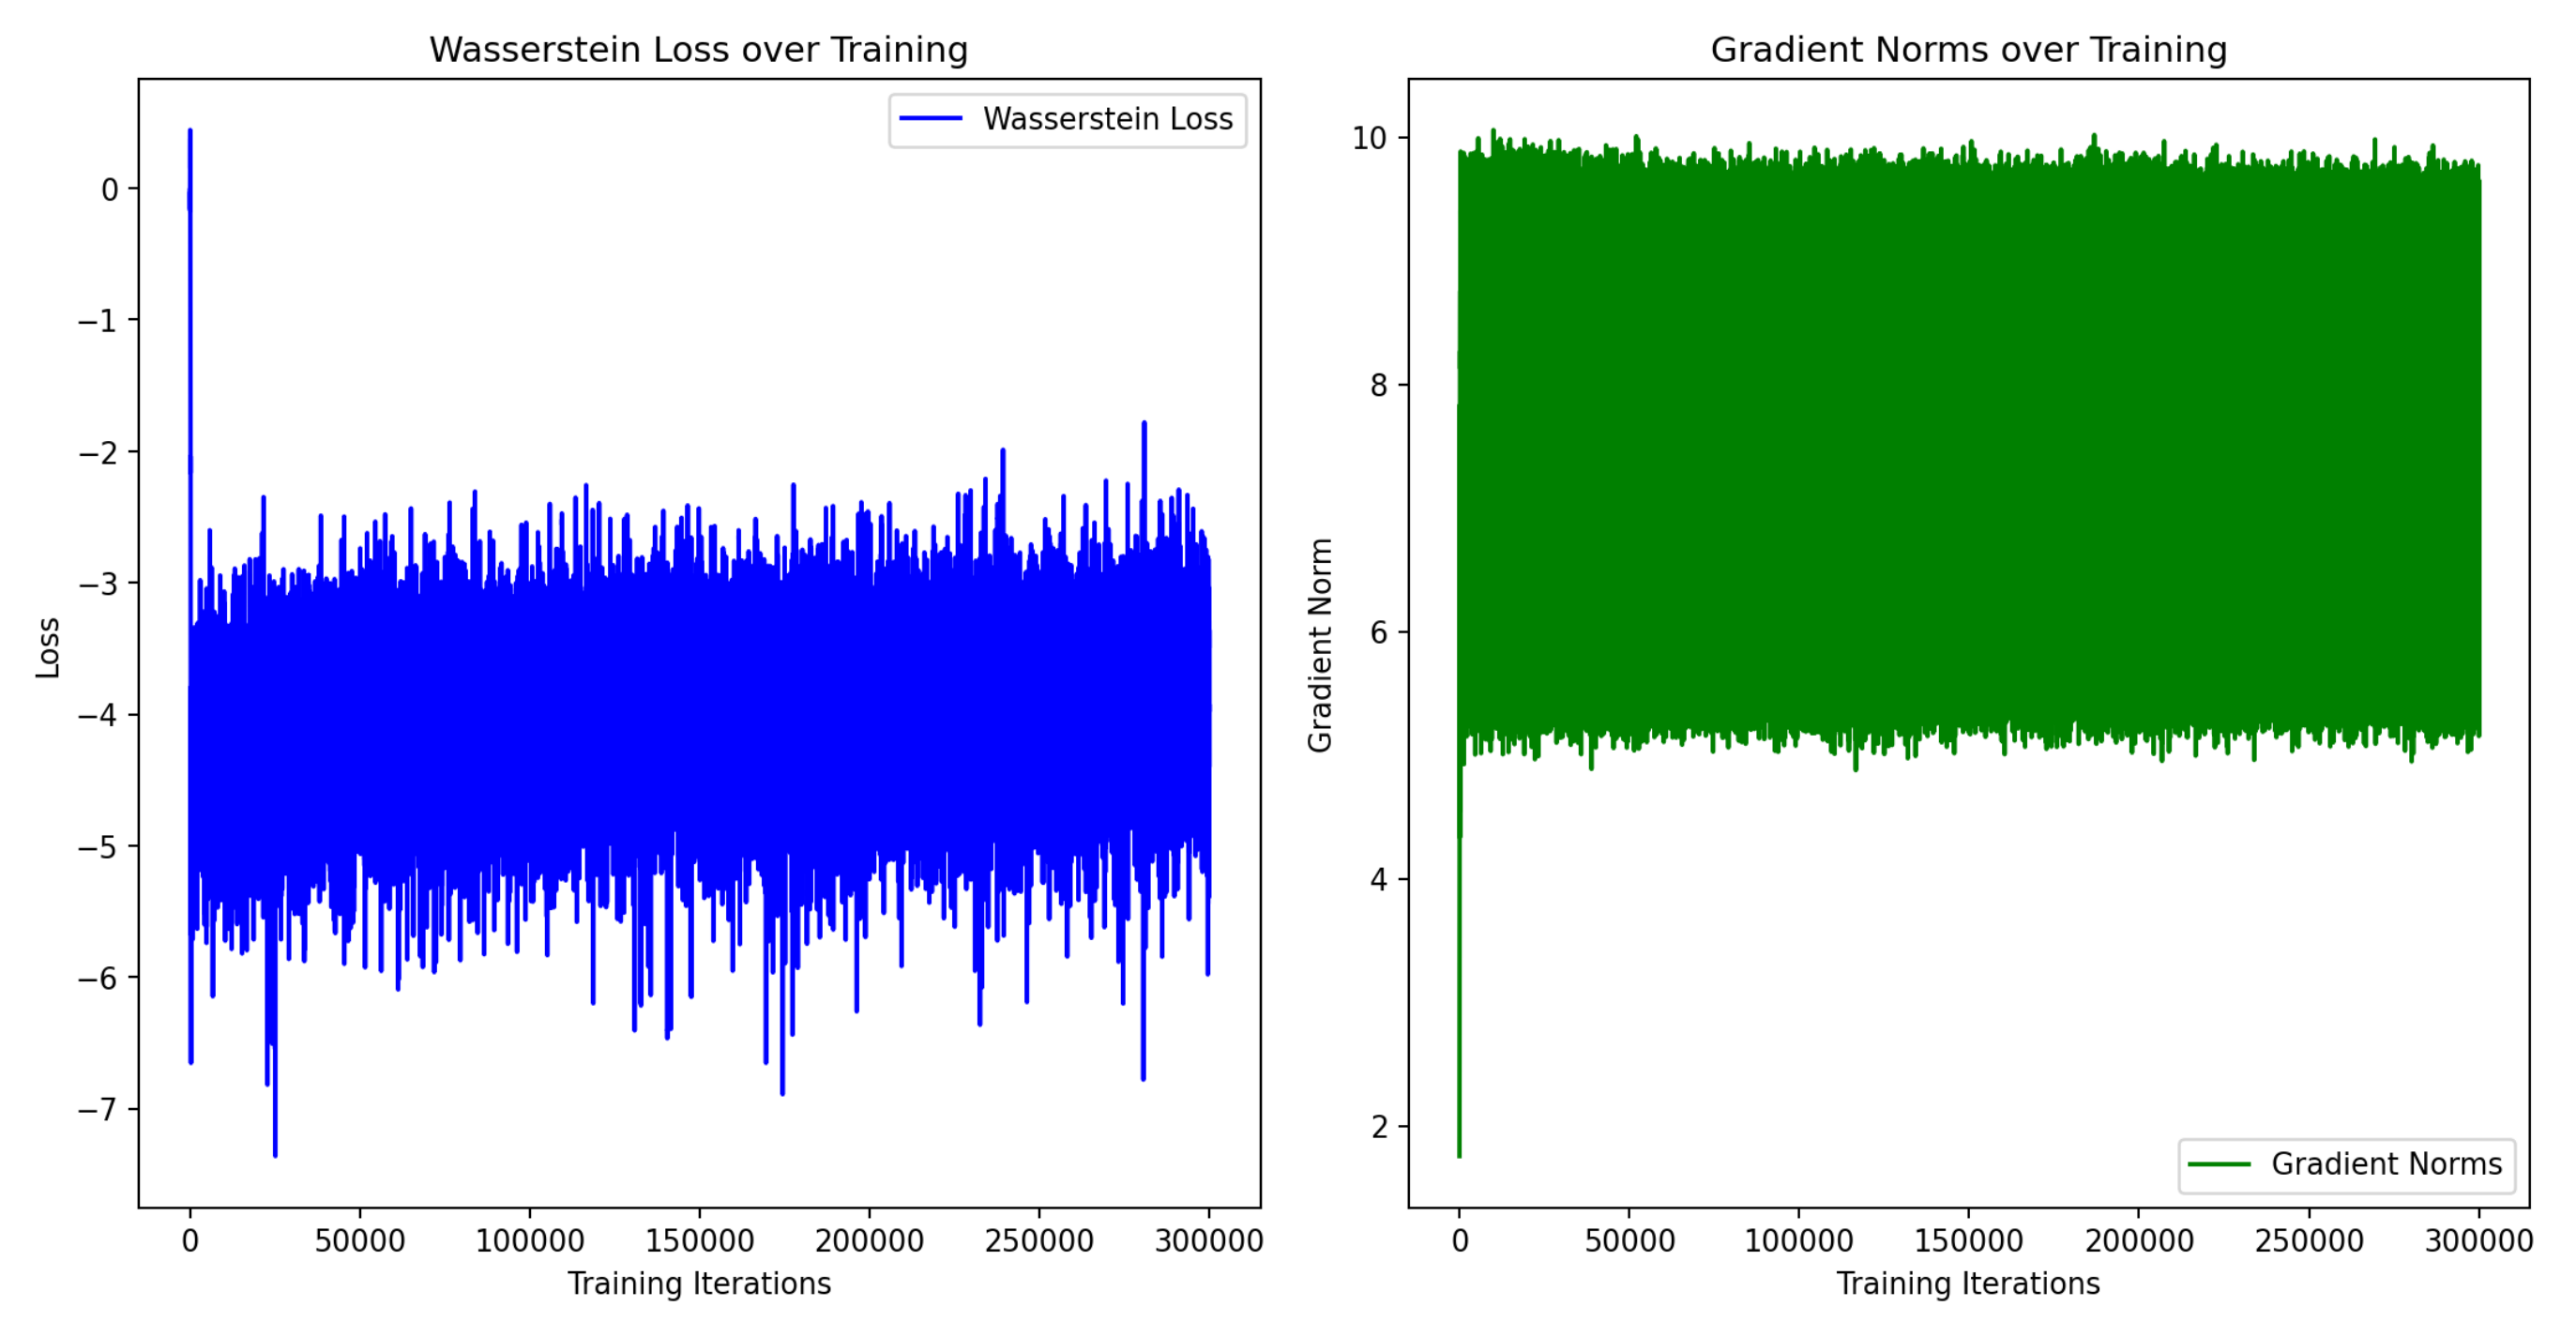 Wasserstein Loss over Training
Wasserstein Loss
0
−1
−2
−3
−4
−5
−6
−7
Loss
0 50000 100000 150000 200000 250000 300000
Training Iterations
Gradient Norms over Training
10
8
6
4
2
Gradient Norm
Gradient Norms
0 50000 100000 150000 200000 250000 300000
Training Iterations